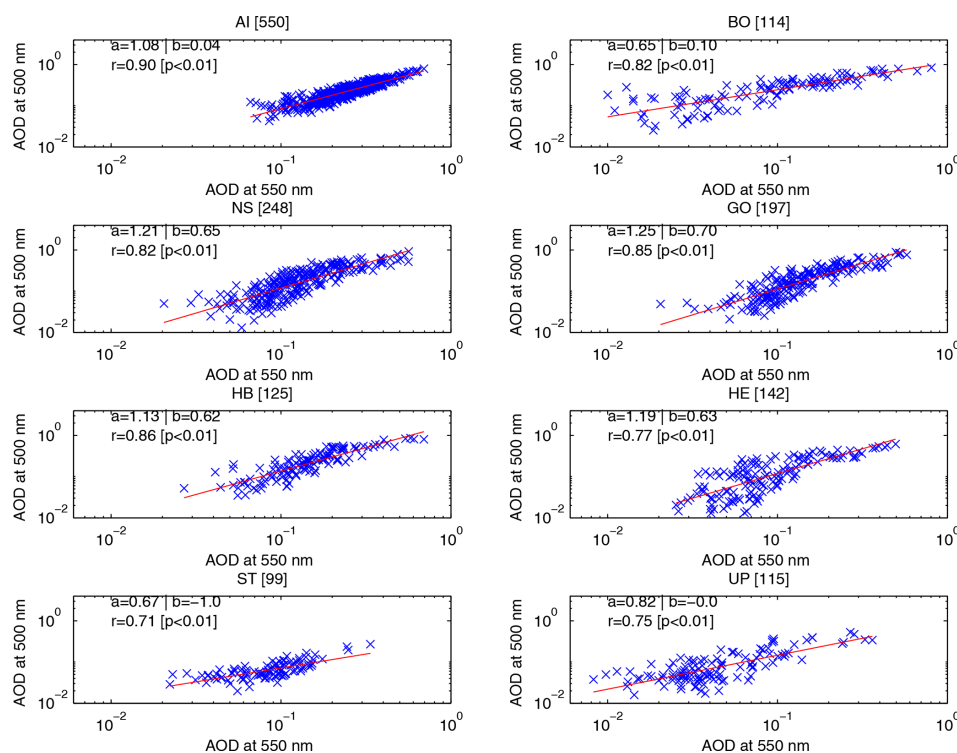 AI [550]
a=1.08 | b=0.04
r=0.90 [p<0.01]
AOD at 500 nm
10^0
10^−2
10^−2 10^−1 10^0
AOD at 550 nm
BO [114]
a=0.65 | b=0.10
r=0.82 [p<0.01]
AOD at 500 nm
10^0
10^−2
10^−2 10^−1 10^0
AOD at 550 nm
NS [248]
a=1.21 | b=0.65
r=0.82 [p<0.01]
AOD at 500 nm
10^0
10^−2
10^−2 10^−1 10^0
AOD at 550 nm
GO [197]
a=1.25 | b=0.70
r=0.85 [p<0.01]
AOD at 500 nm
10^0
10^−2
10^−2 10^−1 10^0
AOD at 550 nm
HB [125]
a=1.13 | b=0.62
r=0.86 [p<0.01]
AOD at 500 nm
10^0
10^−2
10^−2 10^−1 10^0
AOD at 550 nm
HE [142]
a=1.19 | b=0.63
r=0.77 [p<0.01]
AOD at 500 nm
10^0
10^−2
10^−2 10^−1 10^0
AOD at 550 nm
ST [99]
a=0.67 | b=−1.0
r=0.71 [p<0.01]
AOD at 500 nm
10^0
10^−2
10^−2 10^−1 10^0
AOD at 550 nm
UP [115]
a=0.82 | b=−0.0
r=0.75 [p<0.01]
AOD at 500 nm
10^0
10^−2
10^−2 10^−1 10^0
AOD at 550 nm